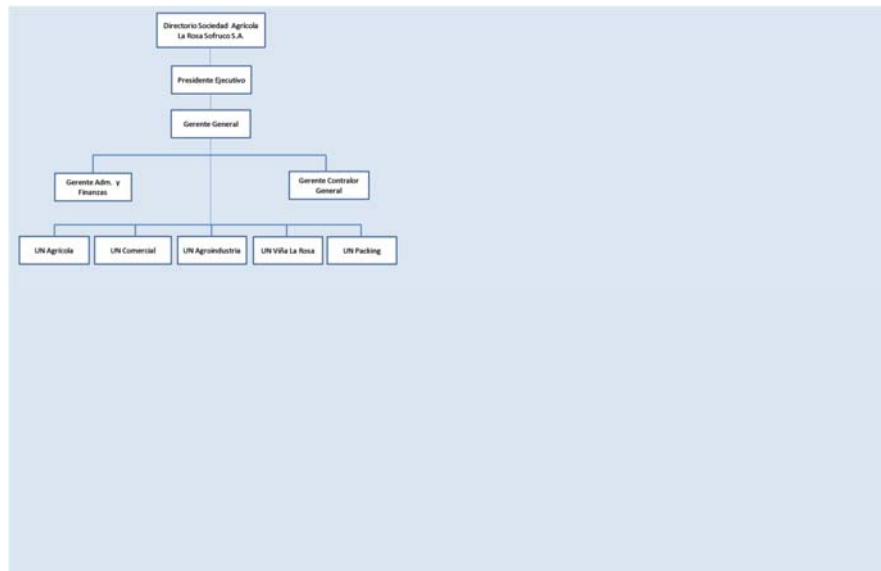 Directorio Sociedad Agrícola
La Rosa Sofruco S.A.
Presidente Ejecutivo
Gerente General
Gerente Adm. y
Finanzas
Gerente Contralor
General
UN Agrícola
UN Comercial
UN Agroindustria
UN Viña La Rosa
UN Packing